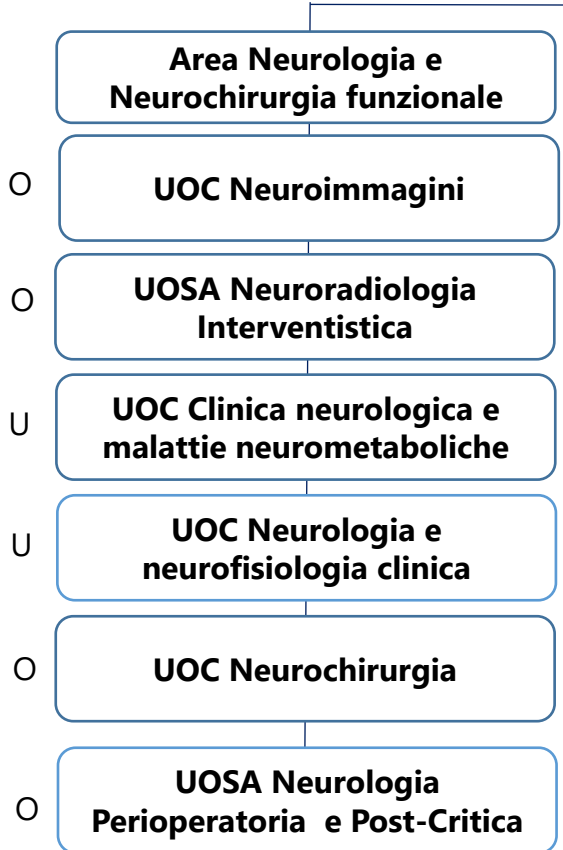 Area Neurologia e
Neurochirurgia funzionale
O
UOC Neuroimmagini
O
UOSA Neuroradiologia
Interventistica
U
UOC Clinica neurologica e
malattie neurometaboliche
U
UOC Neurologia e
neurofisiologia clinica
O
UOC Neurochirurgia
O
UOSA Neurologia
Perioperatoria e Post-Critica